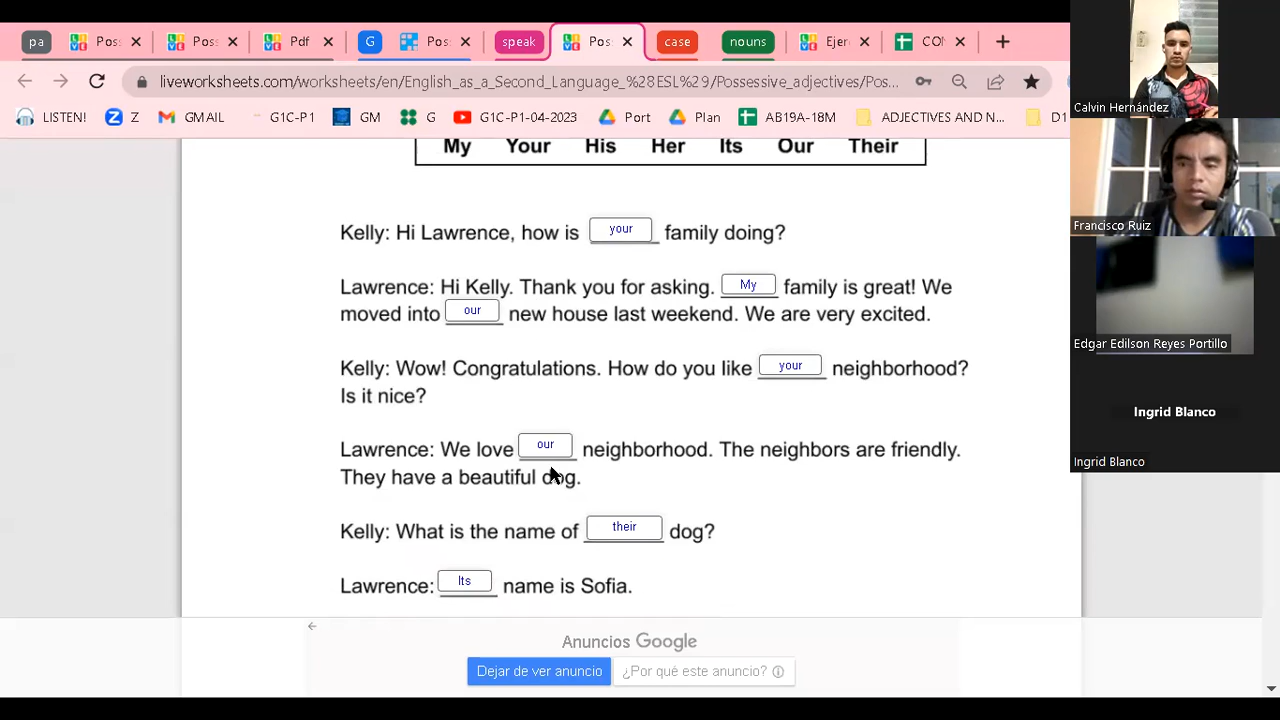 pa
Pos
Pos
Pdf
G
Pos
speak
Pos
case
nouns
Ejer
CO
liveworksheets.com/worksheets/en/English_as_Second_Language_%28ESL%29/Possessive_adjectives/Pos...
LISTEN!
Z
GMAIL
G1C-P1
GM
G
G1C-P1-04-2023
Port
Plan
AB19A-18M
ADJECTIVES AND N...
D1
My Your His Her Its Our Their
Kelly: Hi Lawrence, how is your family doing?
Lawrence: Hi Kelly. Thank you for asking. My family is great! We
moved into our new house last weekend. We are very excited.
Kelly: Wow! Congratulations. How do you like your neighborhood?
Is it nice?
Lawrence: We love our neighborhood. The neighbors are friendly.
They have a beautiful dog.
Kelly: What is the name of their dog?
Lawrence: Its name is Sofia.
Anuncios Google
Dejar de ver anuncio
¿Por qué este anuncio?
Calvin Hernández
Francisco Ruiz
Edgar Edilson Reyes Portillo
Ingrid Blanco
Ingrid Blanco